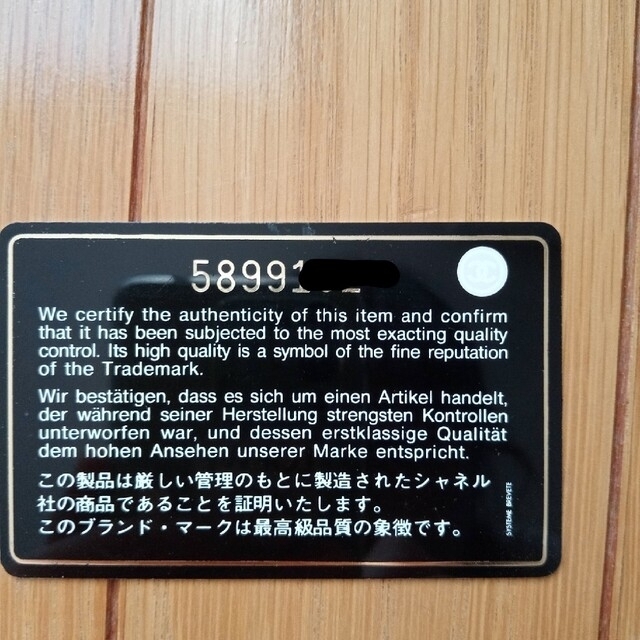 58991
We certify the authenticity of this item and confirm
that it has been subjected to the most exacting quality
control. Its high quality is a symbol of the fine reputation
of the Trademark.
Wir bestätigen, dass es sich um einen Artikel handelt,
der während seiner Herstellung strengsten Kontrollen
unterworfen war, und dessen erstklassige Qualität
dem hohen Ansehen unserer Marke entspricht.
この製品は厳しい管理のもとに製造されたシャネル
社の商品であることを証明いたします。
このブランド・マークは最高級品質の象徴です。
SYSTEME BREVETE